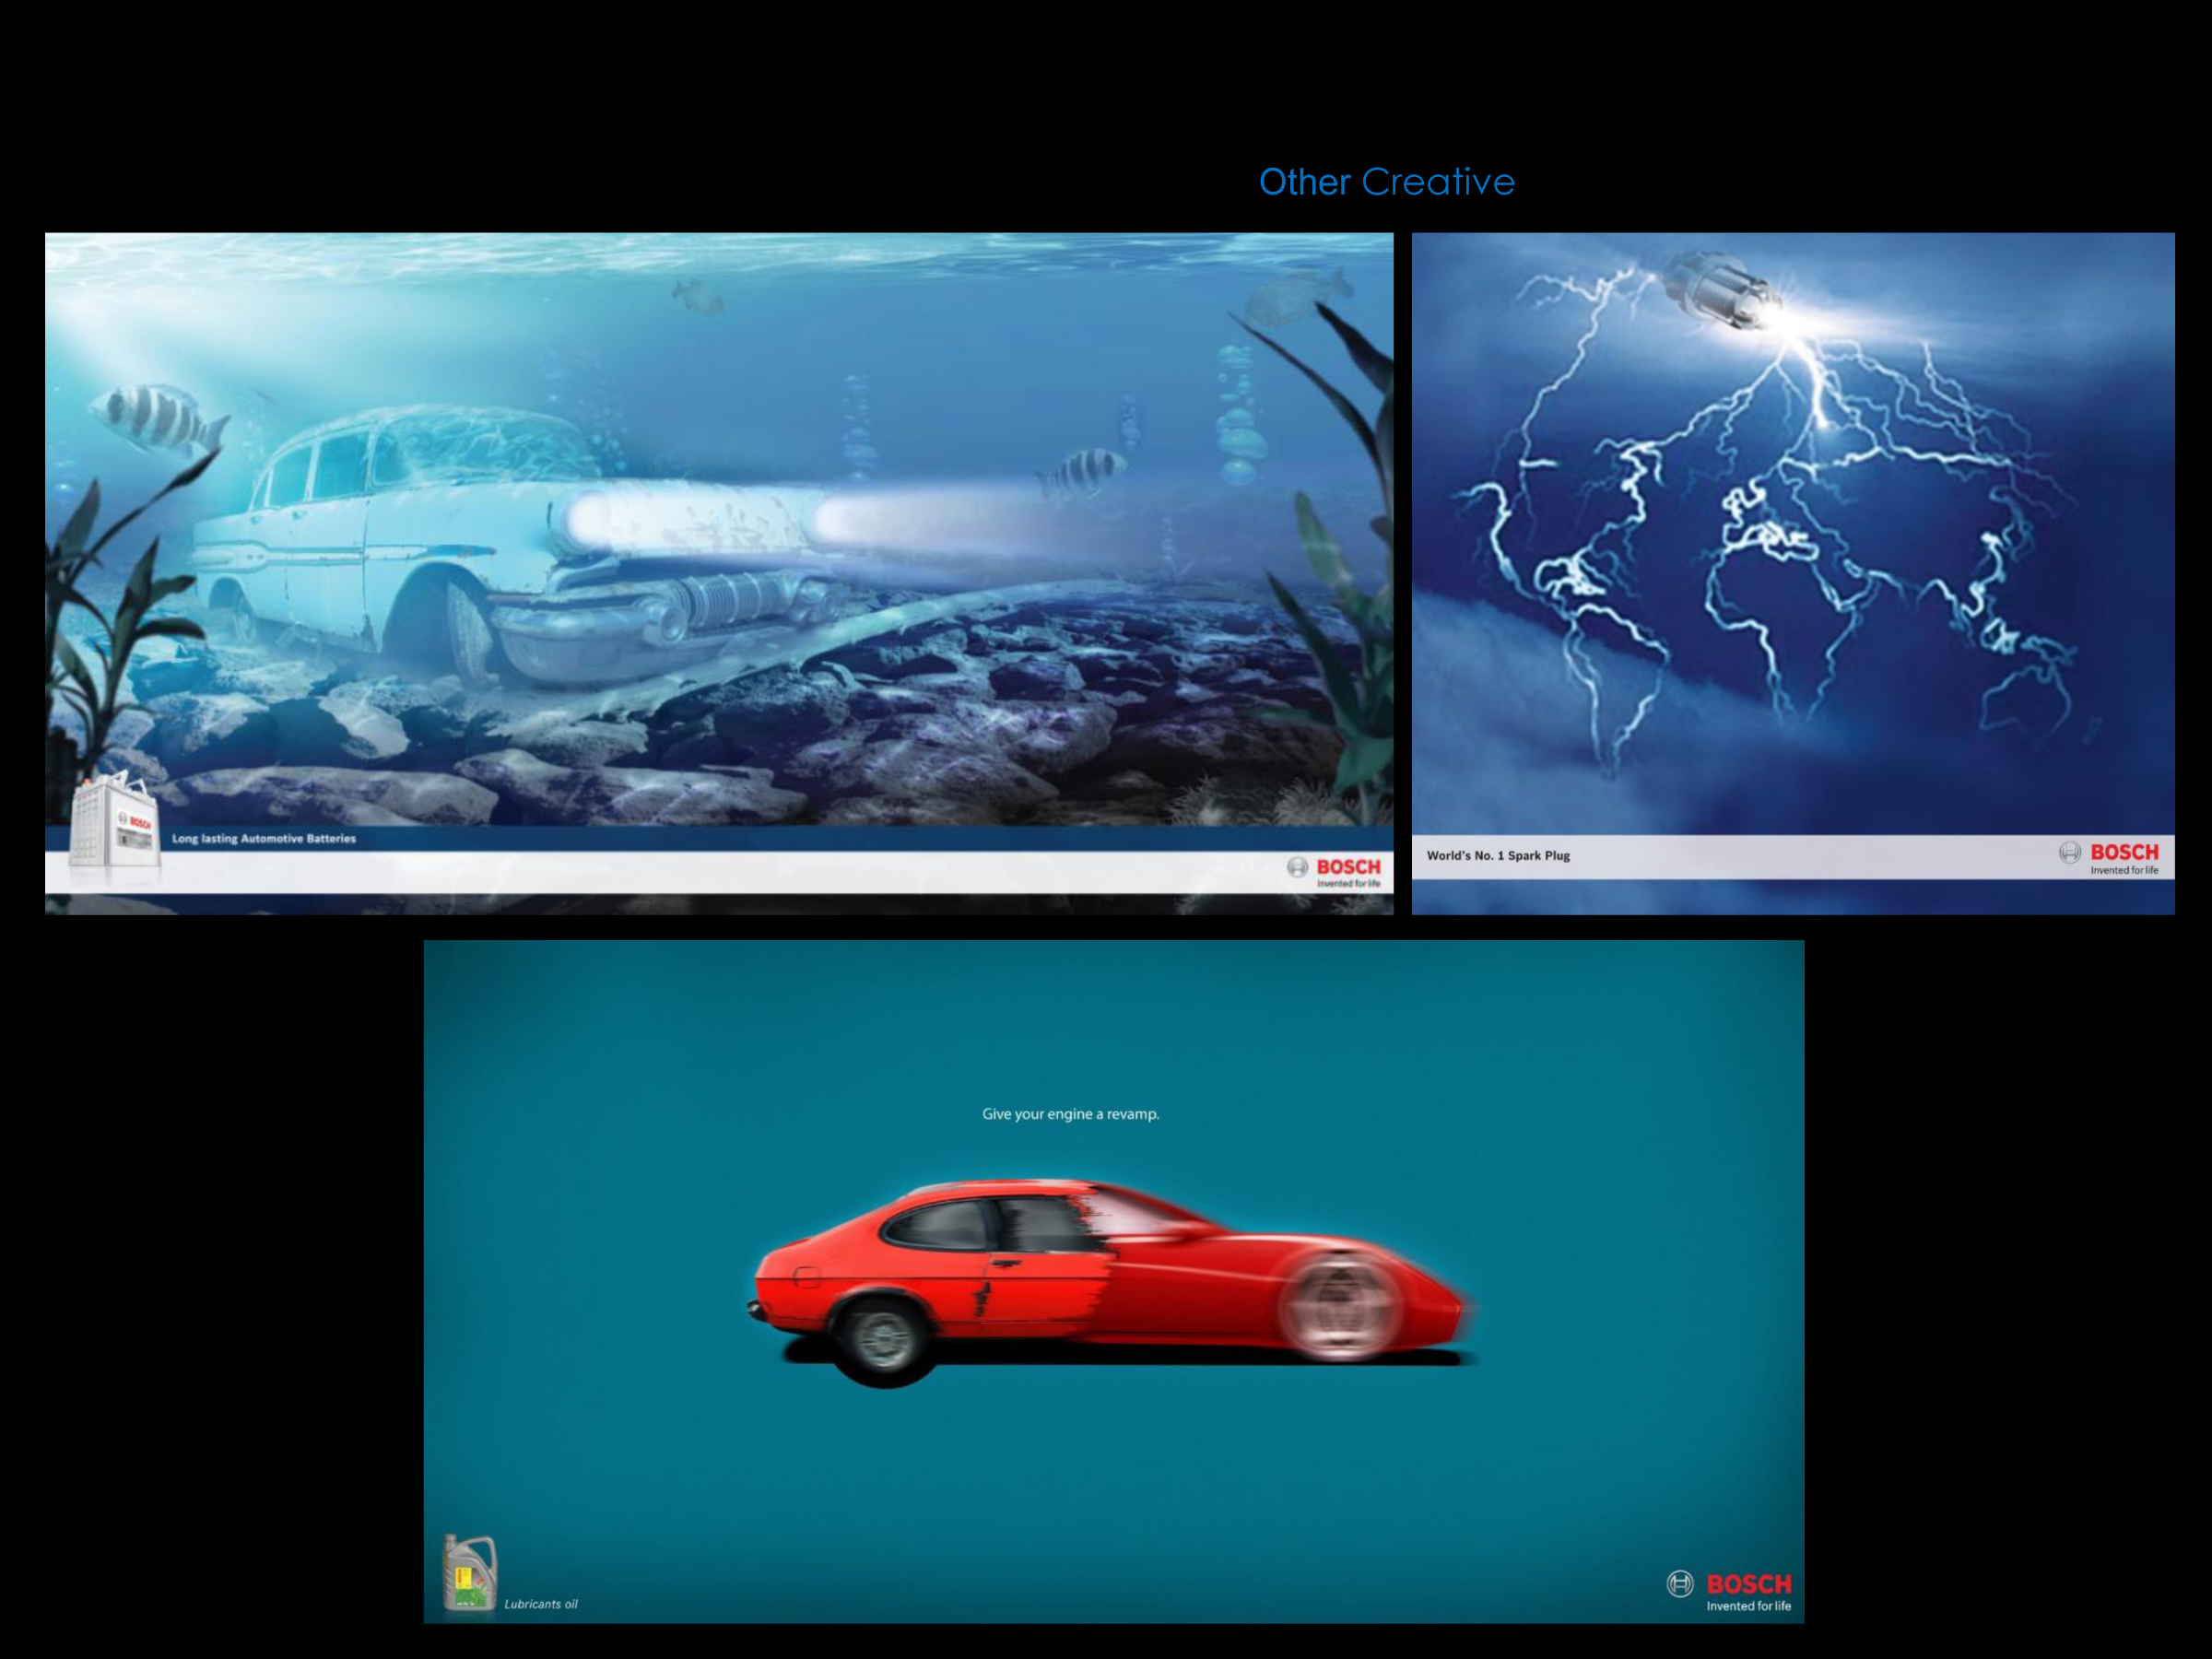 Other Creative
BOSCH
Long lasting Automotive Batteries
BOSCH
Invented for life
World's No. 1 Spark Plug
BOSCH
Invented for life
Give your engine a revamp.
Lubricants oil
BOSCH
Invented for life